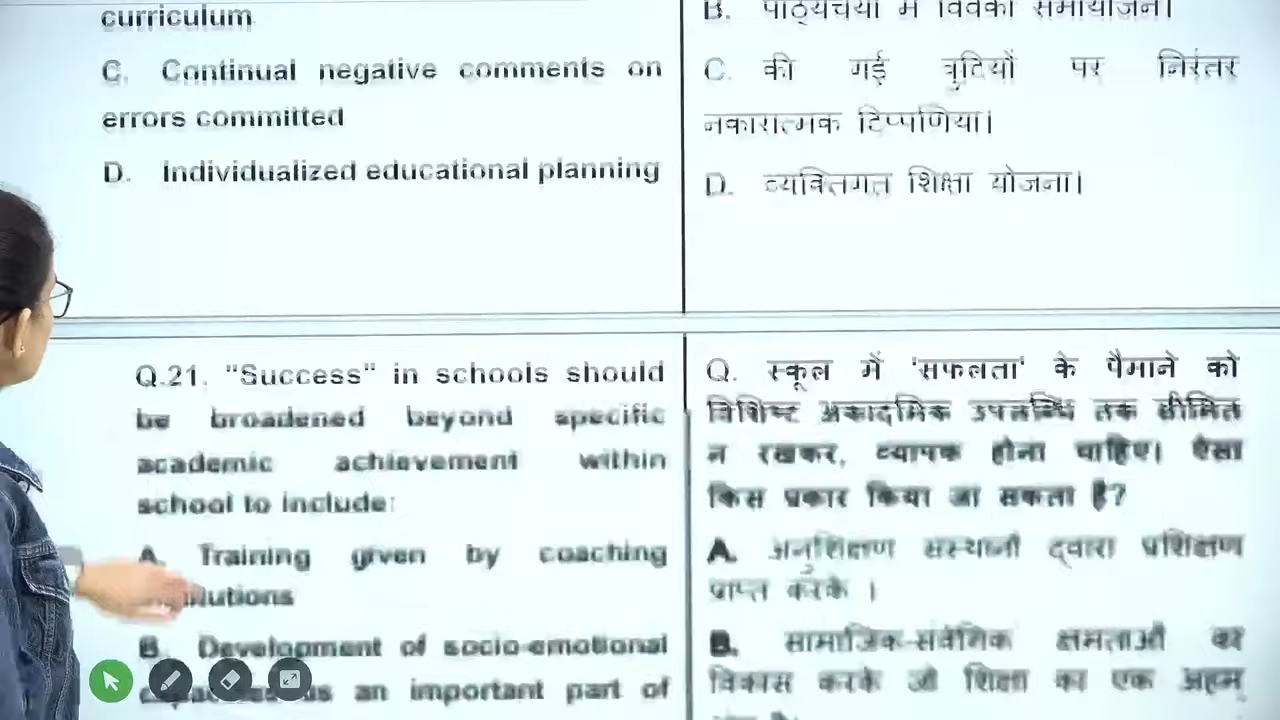 curriculum
C. Continual negative comments on
errors committed
D. Individualized educational planning
C. की गई त्रुटियों पर निरंतर
नकारात्मक टिप्पणियां।
D. व्यक्तिगत शिक्षा योजना।
Q.21. "Success" in schools should
be broadened beyond specific
academic achievement within
school to include:
A. Training given by coaching
B. Development of socio-emotional
as an important part of
Q. स्कूल में 'सफलता' के पैमाने को
विशिष्ट अकादमिक उपलब्धि तक सीमित
न रखकर, व्यापक होना चाहिए। ऐसा
किस प्रकार किया जा सकता है?
A. अनुशिक्षण संस्थानों द्वारा प्रशिक्षण
प्राप्त करके ।
B. सामाजिक-संवेगिक क्षमताओं का
विकास करके जो शिक्षा का एक अहम